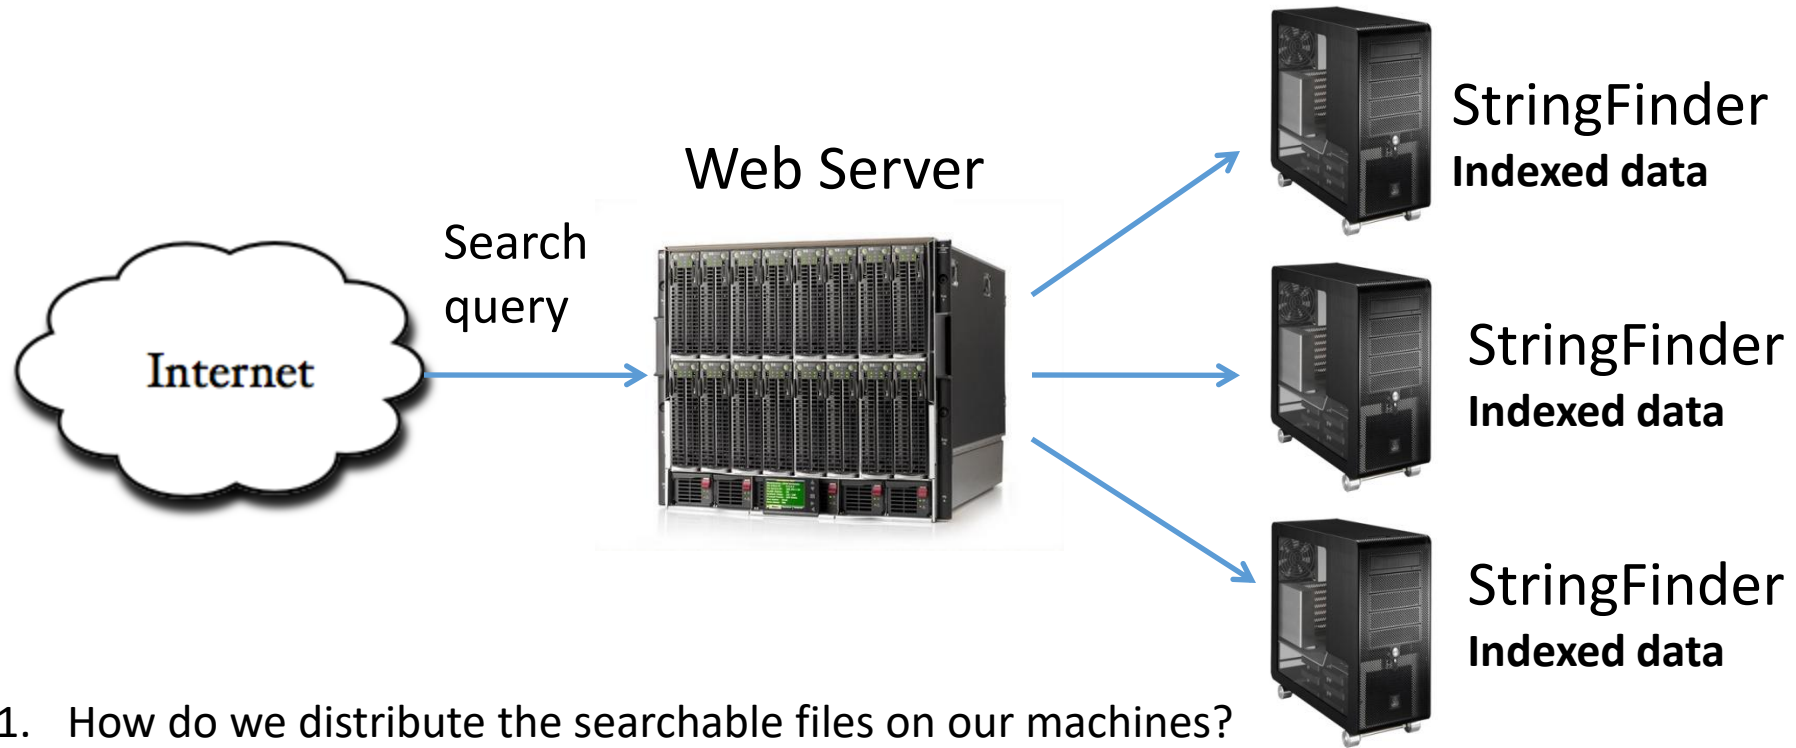 StringFinder
Indexed data
Web Server
Search
query
Internet
StringFinder
Indexed data
StringFinder
Indexed data
1. How do we distribute the searchable files on our machines?